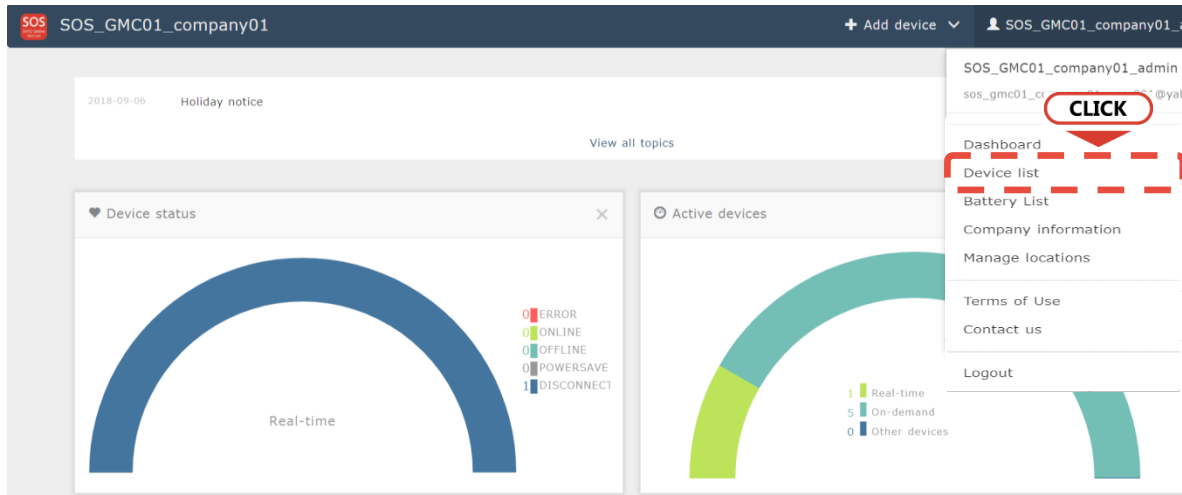 SOS
SOS_GMC01_company01
Add device
SOS_GMC01_company01_a
SOS_GMC01_company01_admin
CLICK
2018-09-06 Holiday notice
View all topics
Dashboard
Device list
Battery List
Company information
Manage locations
Terms of Use
Contact us
Logout
Device status
0 ERROR
0 ONLINE
0 OFFLINE
0 POWERSAVE
1 DISCONNECT
Real-time
Active devices
1 Real-time
5 On-demand
0 Other devices